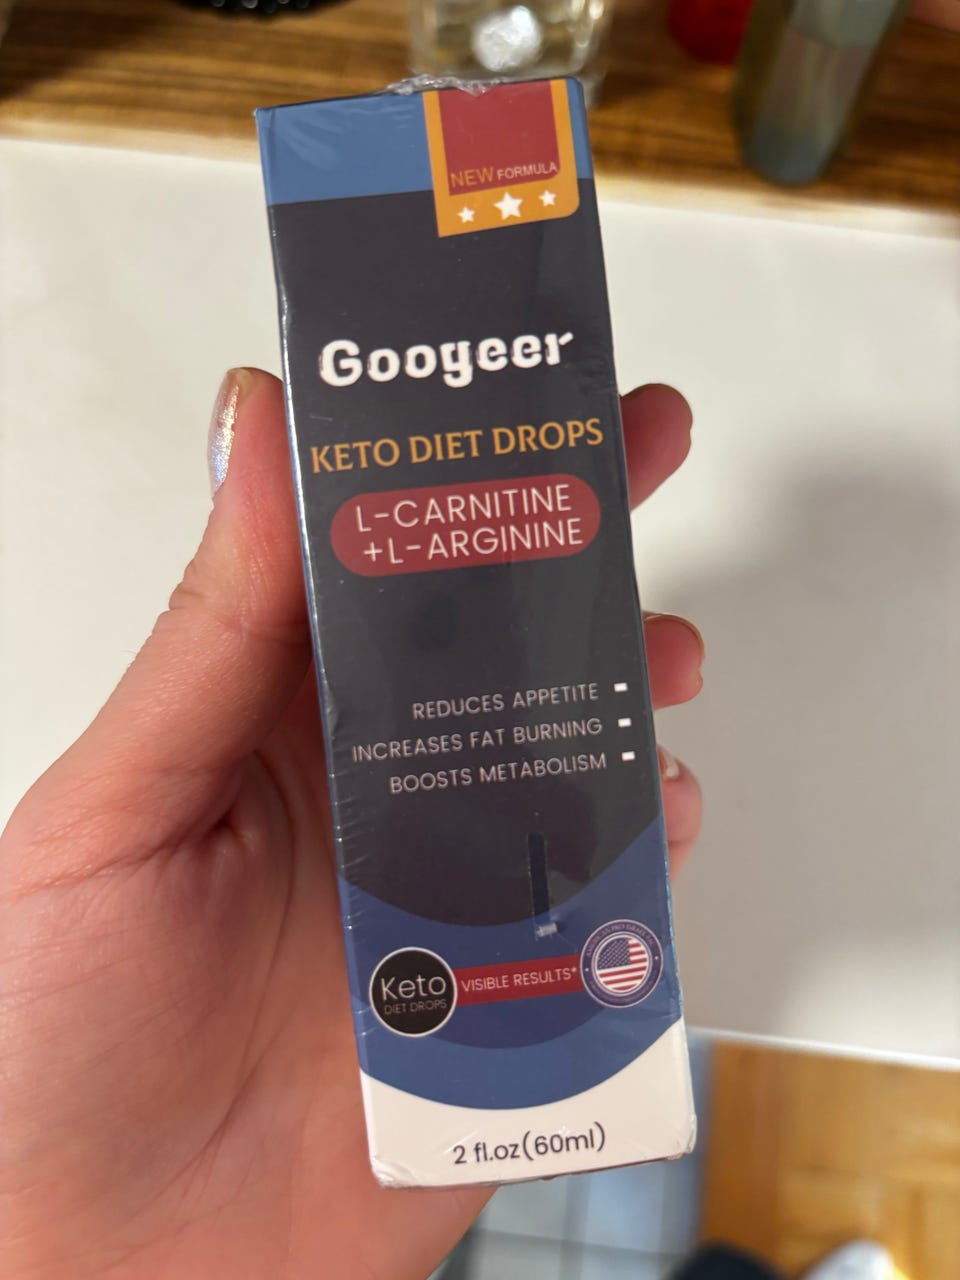 NEW FORMULA
Googeer
KETO DIET DROPS
L-CARNITINE
+L-ARGININE
REDUCES APPETITE
INCREASES FAT BURNING
BOOSTS METABOLISM
Keto
DIET DROPS
VISIBLE RESULTS*
2 fl.oz(60ml)